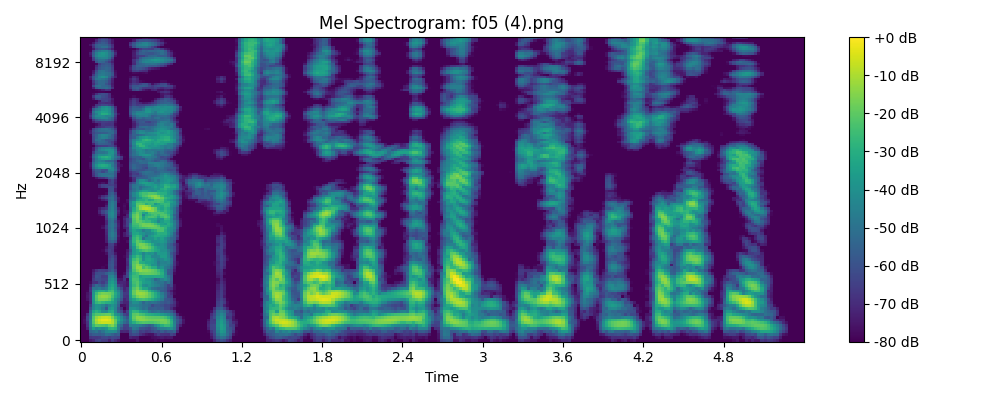 Mel Spectrogram: f05 (4).png
8192
4096
2048
1024
512
0
Hz
0 0.6 1.2 1.8 2.4 3 3.6 4.2 4.8
Time
+0 dB
-10 dB
-20 dB
-30 dB
-40 dB
-50 dB
-60 dB
-70 dB
-80 dB